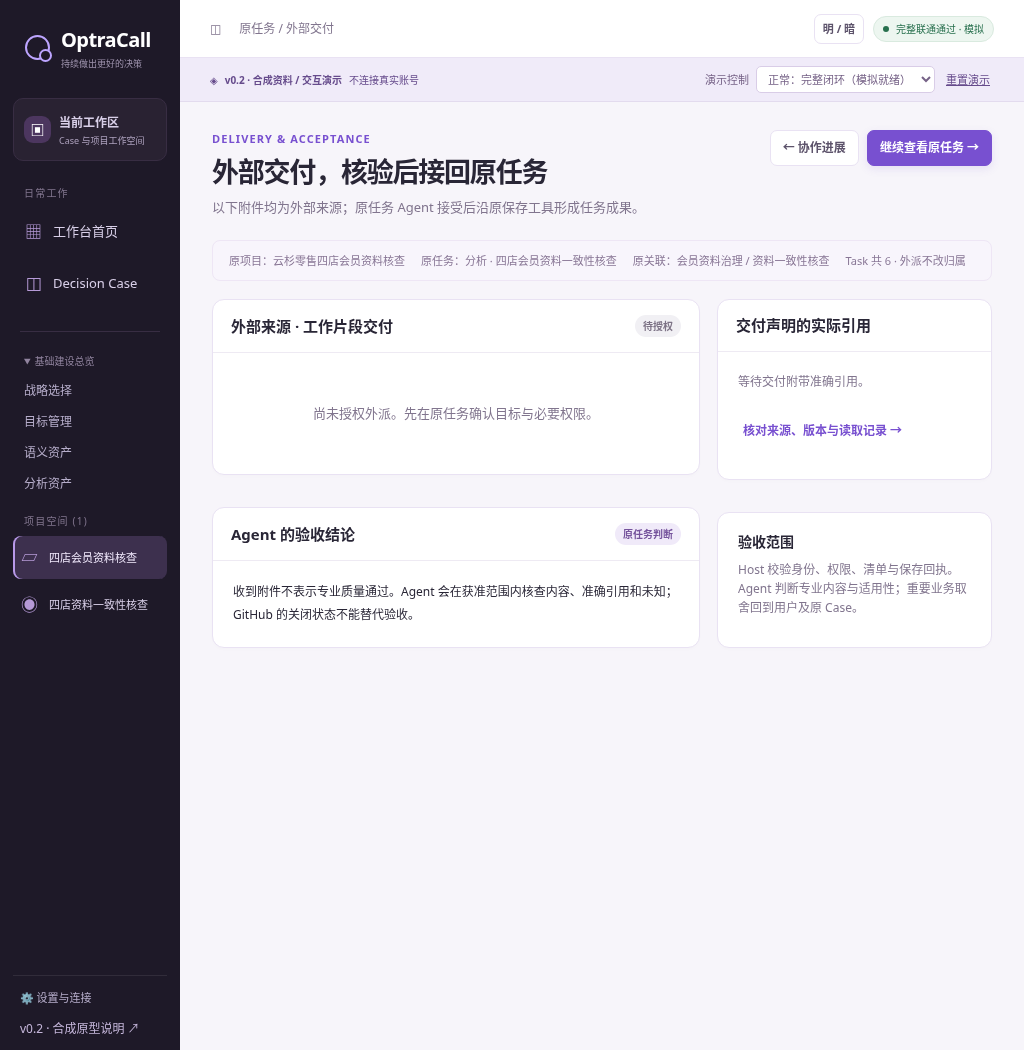 OptraCall
持续做出更好的决策
当前工作区
Case 与项目工作空间
日常工作
工作台首页
Decision Case
▼ 基础建设总览
战略选择
目标管理
语义资产
分析资产
项目空间 (1)
四店会员资料核查
四店资料一致性核查
⚙️ 设置与连接
v0.2 · 合成原型说明 ↗
原任务 / 外部交付
明 / 暗
完整联通通过 · 模拟
◈ v0.2 · 合成资料 / 交互演示 不连接真实账号
演示控制
正常：完整闭环（模拟就绪）
重置演示
DELIVERY & ACCEPTANCE
外部交付，核验后接回原任务
以下附件均为外部来源；原任务 Agent 接受后沿原保存工具形成任务成果。
← 协作进展
继续查看原任务 →
原项目：云杉零售四店会员资料核查 原任务：分析 · 四店会员资料一致性核查 原关联：会员资料治理 / 资料一致性核查 Task 共 6 · 外派不改归属
外部来源 · 工作片段交付
待授权
尚未授权外派。先在原任务确认目标与必要权限。
交付声明的实际引用
等待交付附带准确引用。
核对来源、版本与读取记录 →
Agent 的验收结论
原任务判断
收到附件不表示专业质量通过。Agent 会在获准范围内核查内容、准确引用和未知；
GitHub 的关闭状态不能替代验收。
验收范围
Host 校验身份、权限、清单与保存回执。
Agent 判断专业内容与适用性；重要业务取
舍回到用户及原 Case。